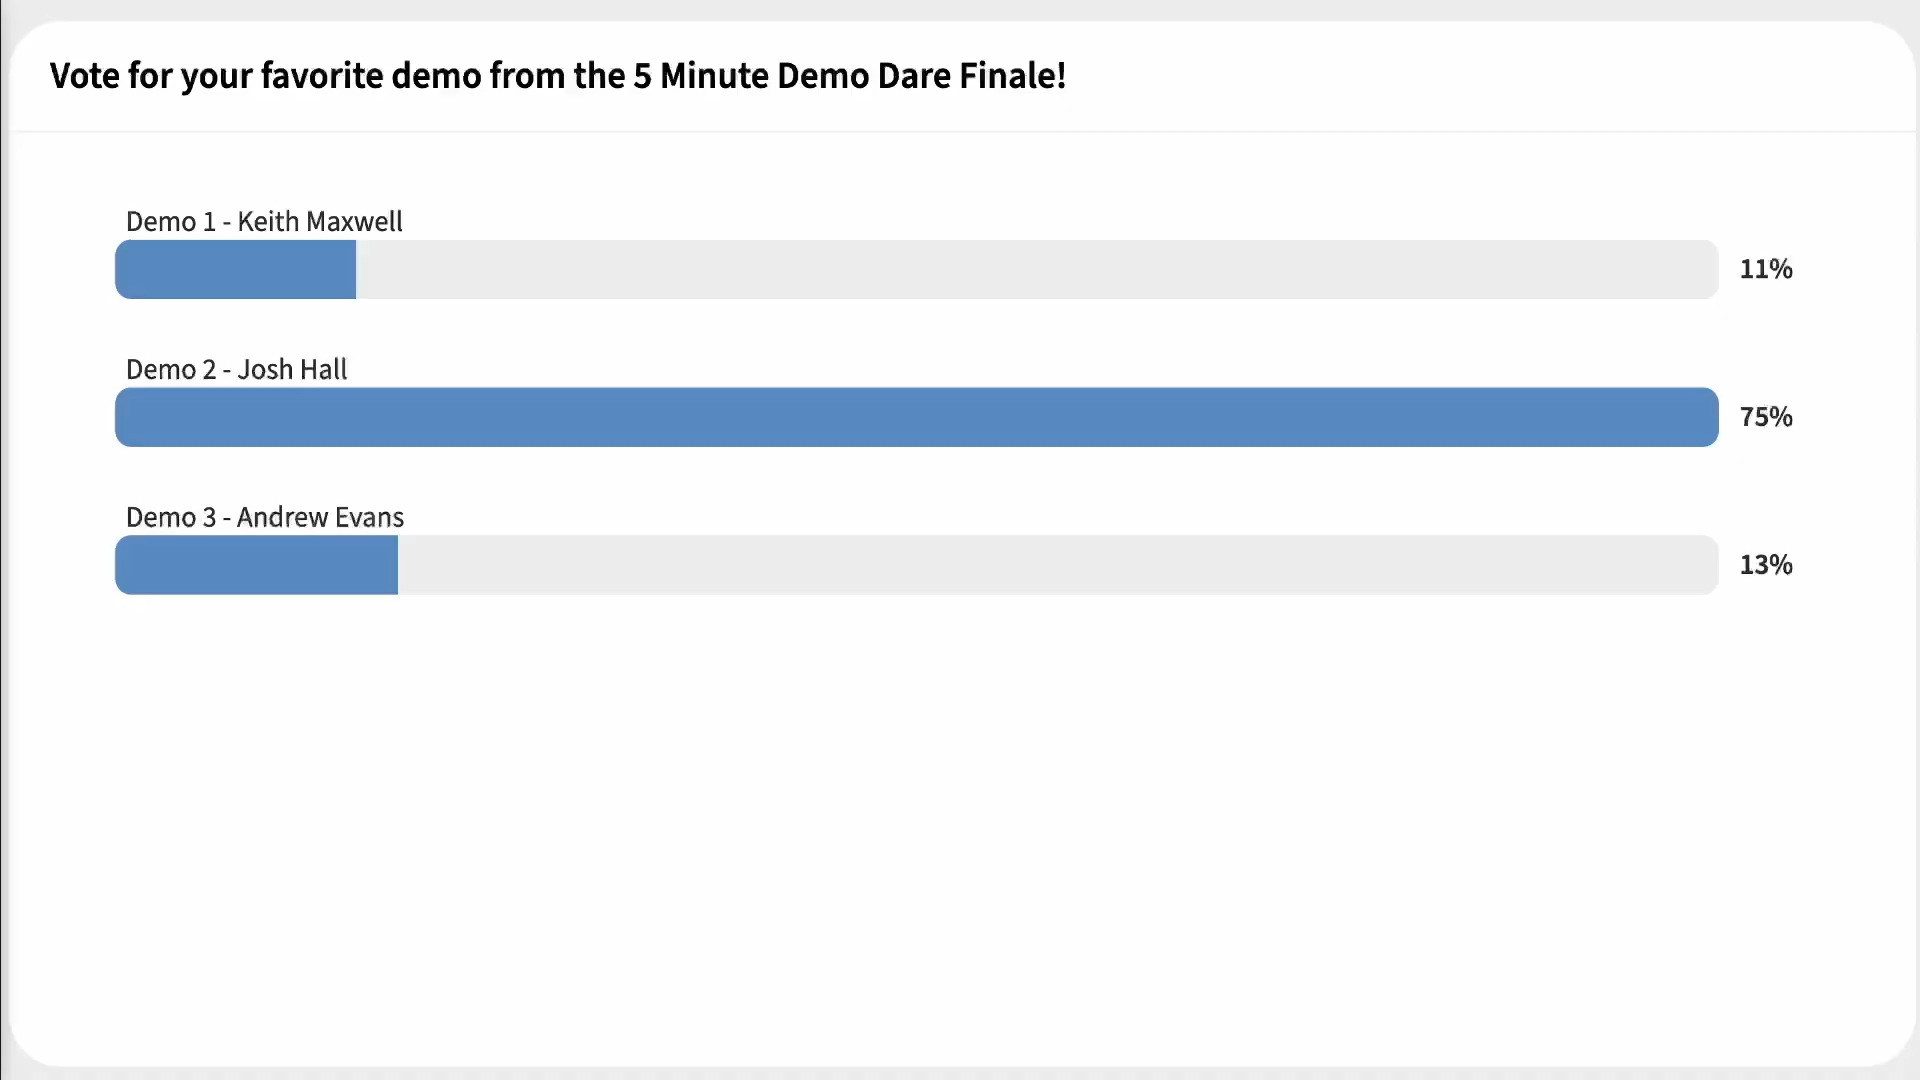 Vote for your favorite demo from the 5 Minute Demo Dare Finale!
Demo 1 - Keith Maxwell
11%
Demo 2 - Josh Hall
75%
Demo 3 - Andrew Evans
13%